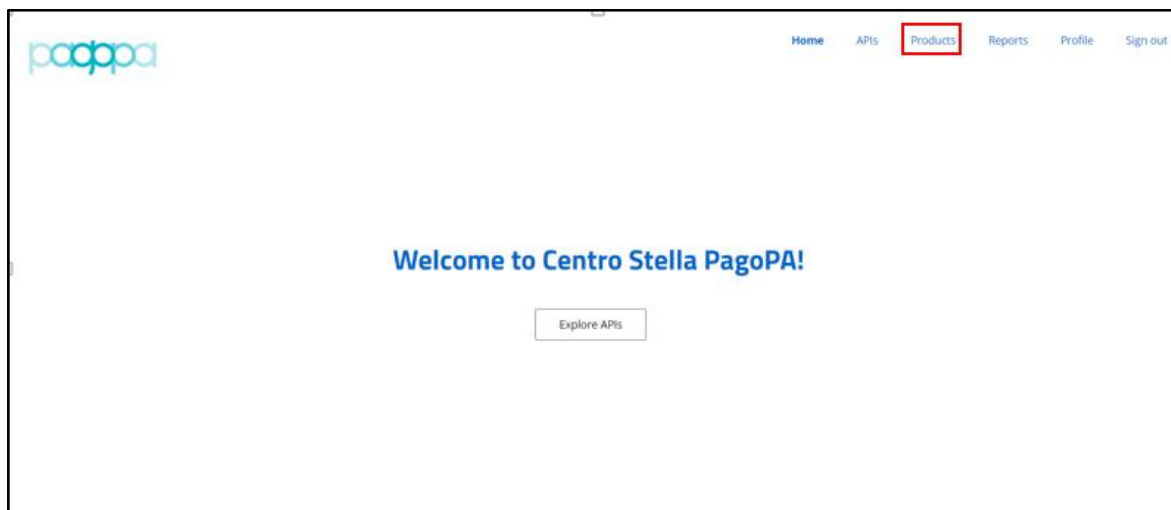 pagopa
Home APIs Products Reports Profile Sign out
Welcome to Centro Stella PagoPA!
Explore APIs